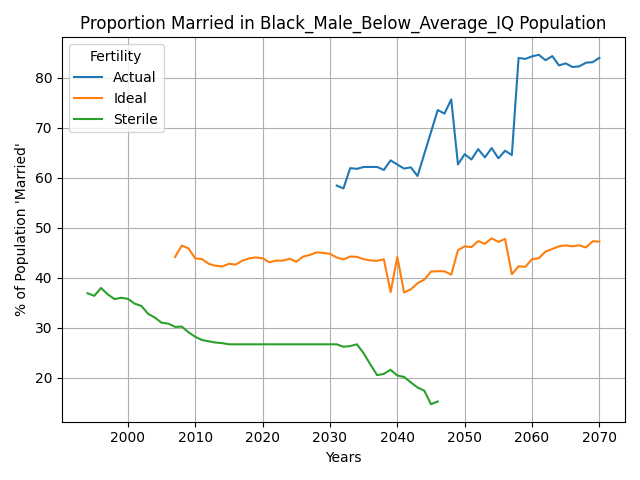 Proportion Married in Black_Male_Below_Average_IQ Population
% of Population 'Married'
Fertility
Actual
Ideal
Sterile
80
70
60
50
40
30
20
2000 2010 2020 2030 2040 2050 2060 2070
Years